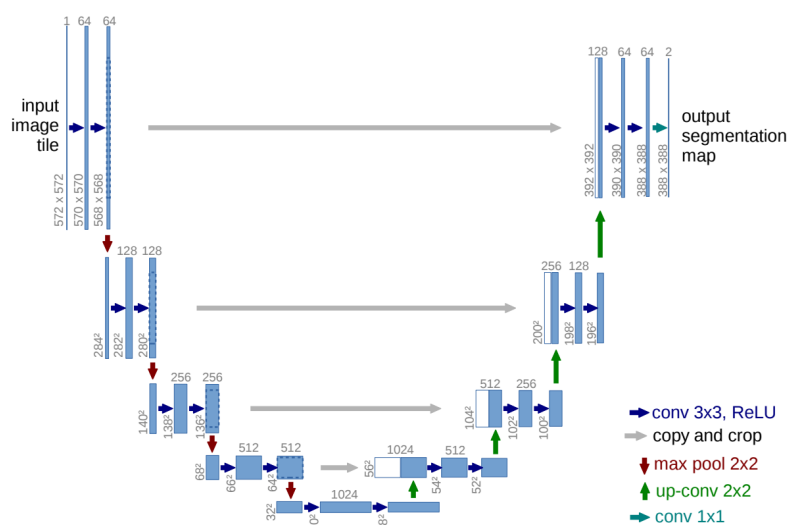 1 64 64
input
image
tile
572 x 572
570 x 570
568 x 568
128 64 64 2
output
segmentation
map
392 x 392
390 x 390
388 x 388
388 x 388
128 128
284²
282²
280²
256 128
200²
198²
196²
256 256
140²
138²
136²
512 256
104²
102²
100²
512 512
68²
66²
64²
1024 512
56²
54²
52²
1024
32²
0²
8²
conv 3x3, ReLU
copy and crop
max pool 2x2
up-conv 2x2
conv 1x1